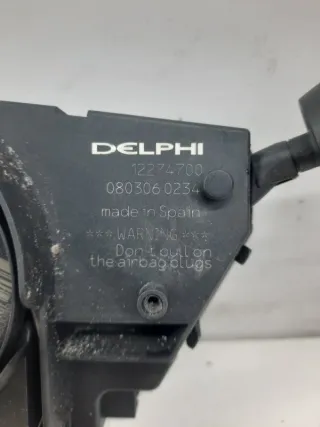 DELPHI
12274700
080306 0234
made in Spain
*** WARNING ***
Don't pull on
the airbag plugs